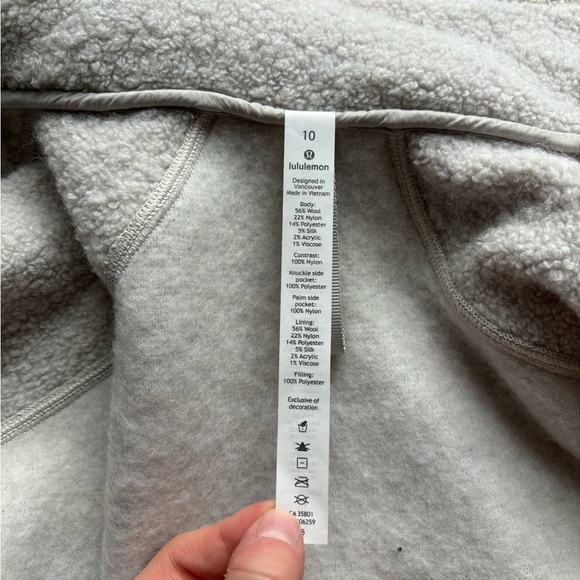 10
lululemon
Designed in
Vancouver
Made in Vietnam
Body:
56% Wool
22% Nylon
14% Polyester
5% Silk
2% Acrylic
1% Viscose
Contrast:
100% Nylon
Knuckle side
pocket:
100% Polyester
Palm side
pocket:
100% Nylon
Lining:
56% Wool
22% Nylon
14% Polyester
5% Silk
2% Acrylic
1% Viscose
Filling:
100% Polyester
Exclusive of
decoration
CA 35801
06259